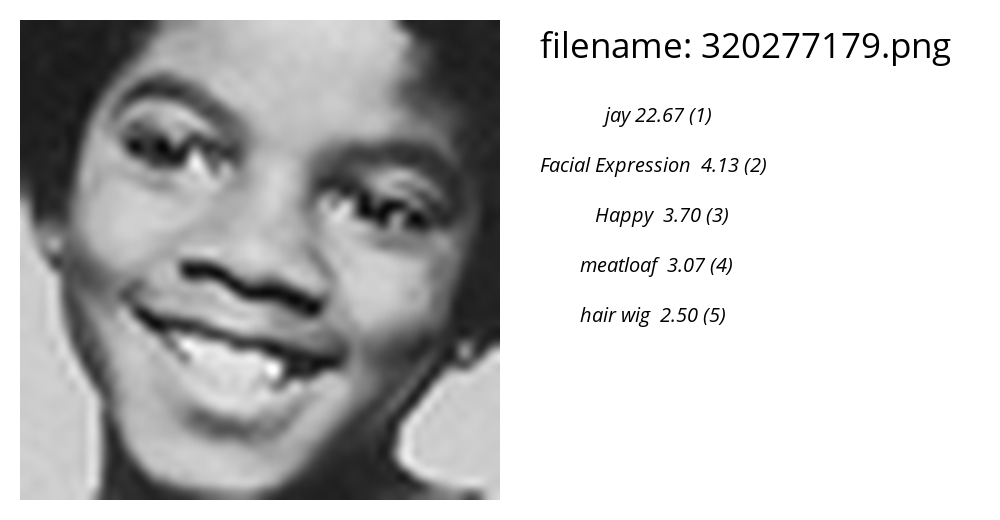 filename: 320277179.png
jay 22.67 (1)
Facial Expression 4.13 (2)
Happy 3.70 (3)
meatloaf 3.07 (4)
hair wig 2.50 (5)